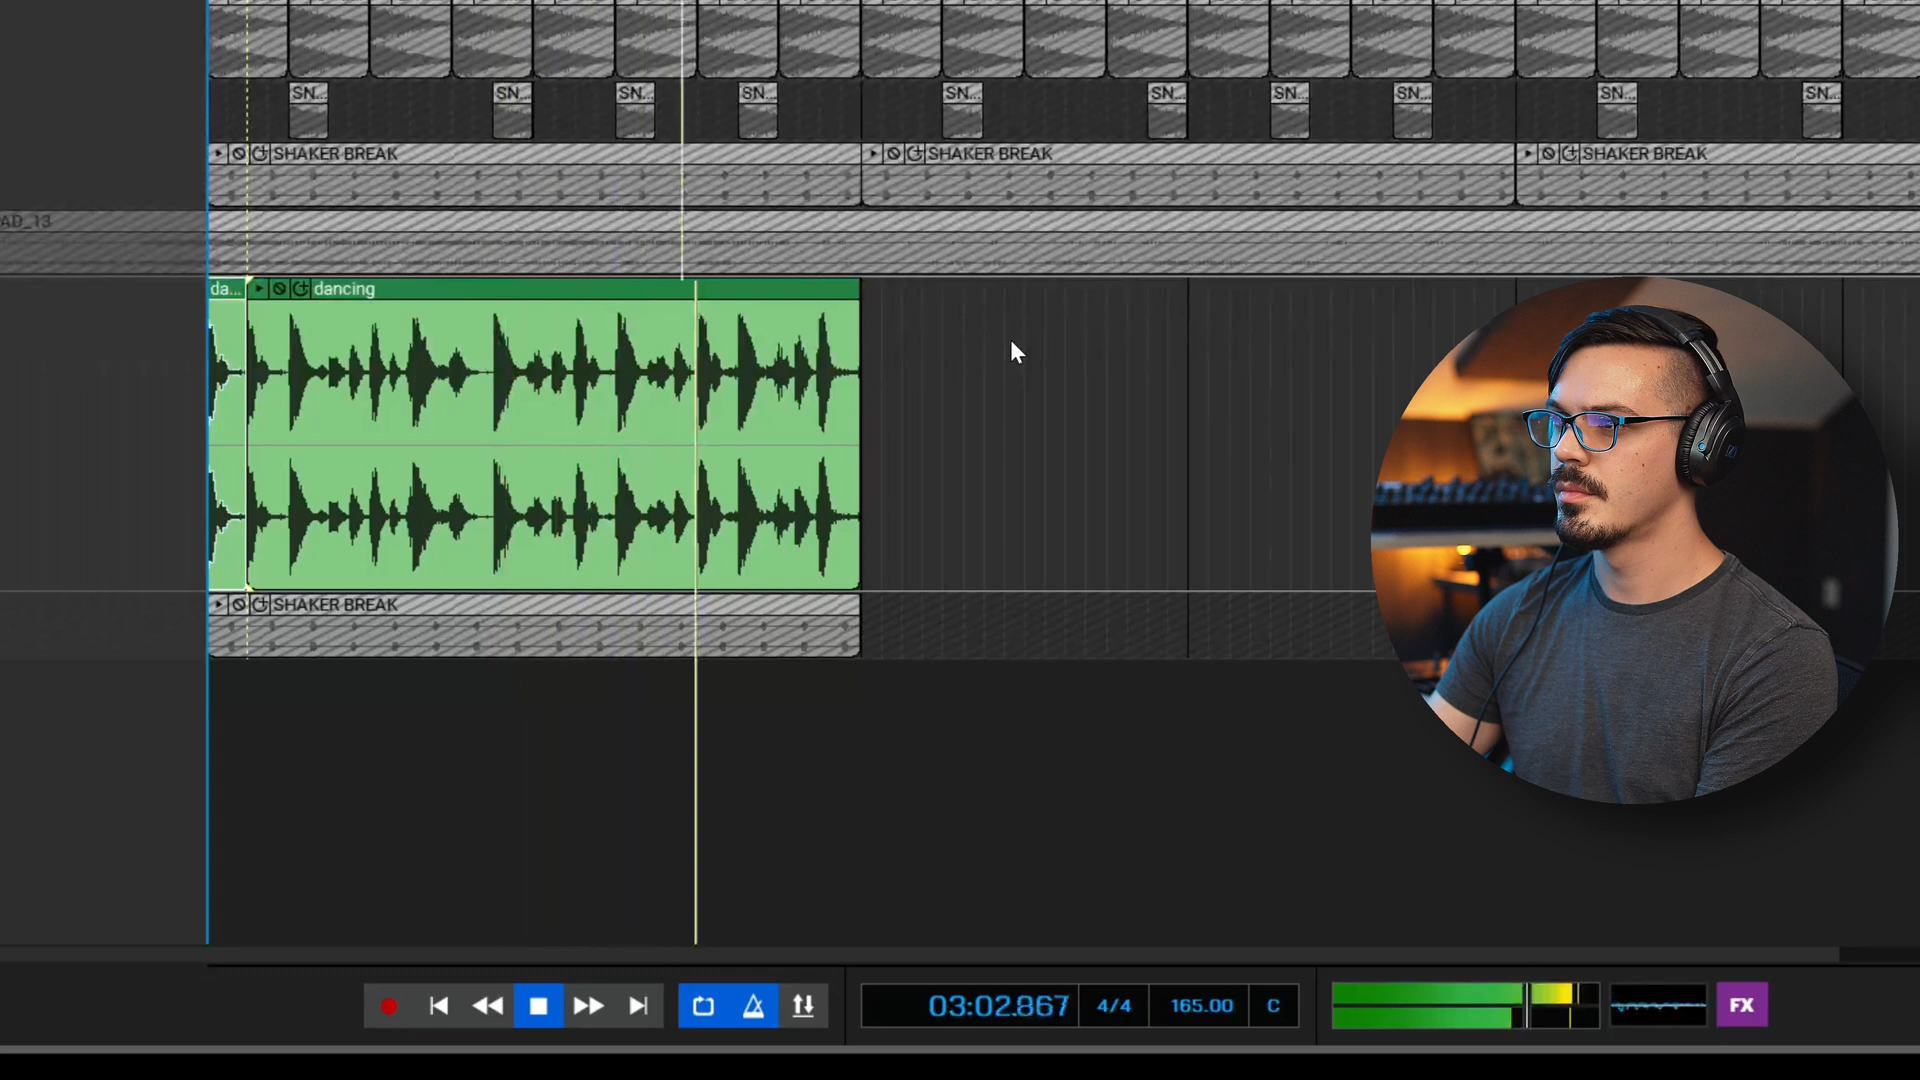 SN... SN... SN... SN... SN... SN... SN... SN... SN... SN...
SHAKER BREAK SHAKER BREAK SHAKER BREAK
AD_13
da... dancing
SHAKER BREAK
03:02.867 4/4 165.00 C FX